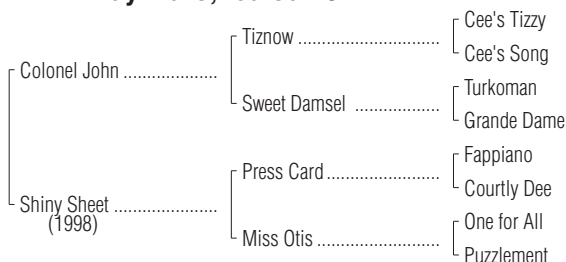 Cee's Tizzy
Tiznow ..............................
Cee's Song
Colonel John ....................
Turkoman
Sweet Damsel ..................
Grande Dame
Fappiano
Press Card........................
Courtly Dee
Shiny Sheet ......................
(1998)
One for All
Miss Otis ..........................
Puzzlement